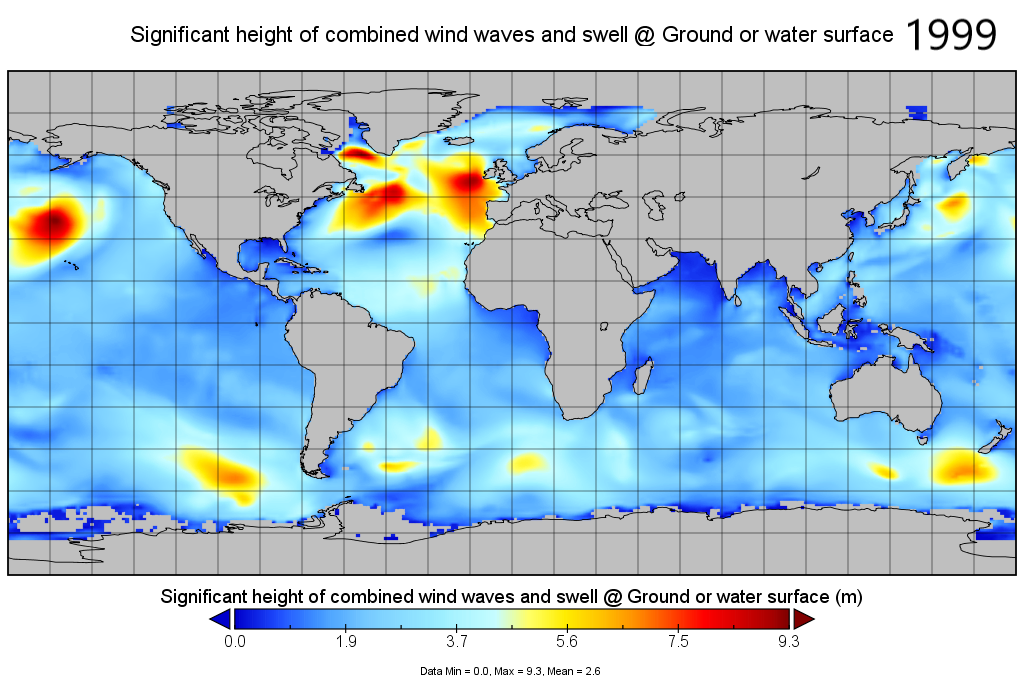 Significant height of combined wind waves and swell @ Ground or water surface 1999
Significant height of combined wind waves and swell @ Ground or water surface (m)
0.0 1.9 3.7 5.6 7.5 9.3
Data Min = 0.0, Max = 9.3, Mean = 2.6